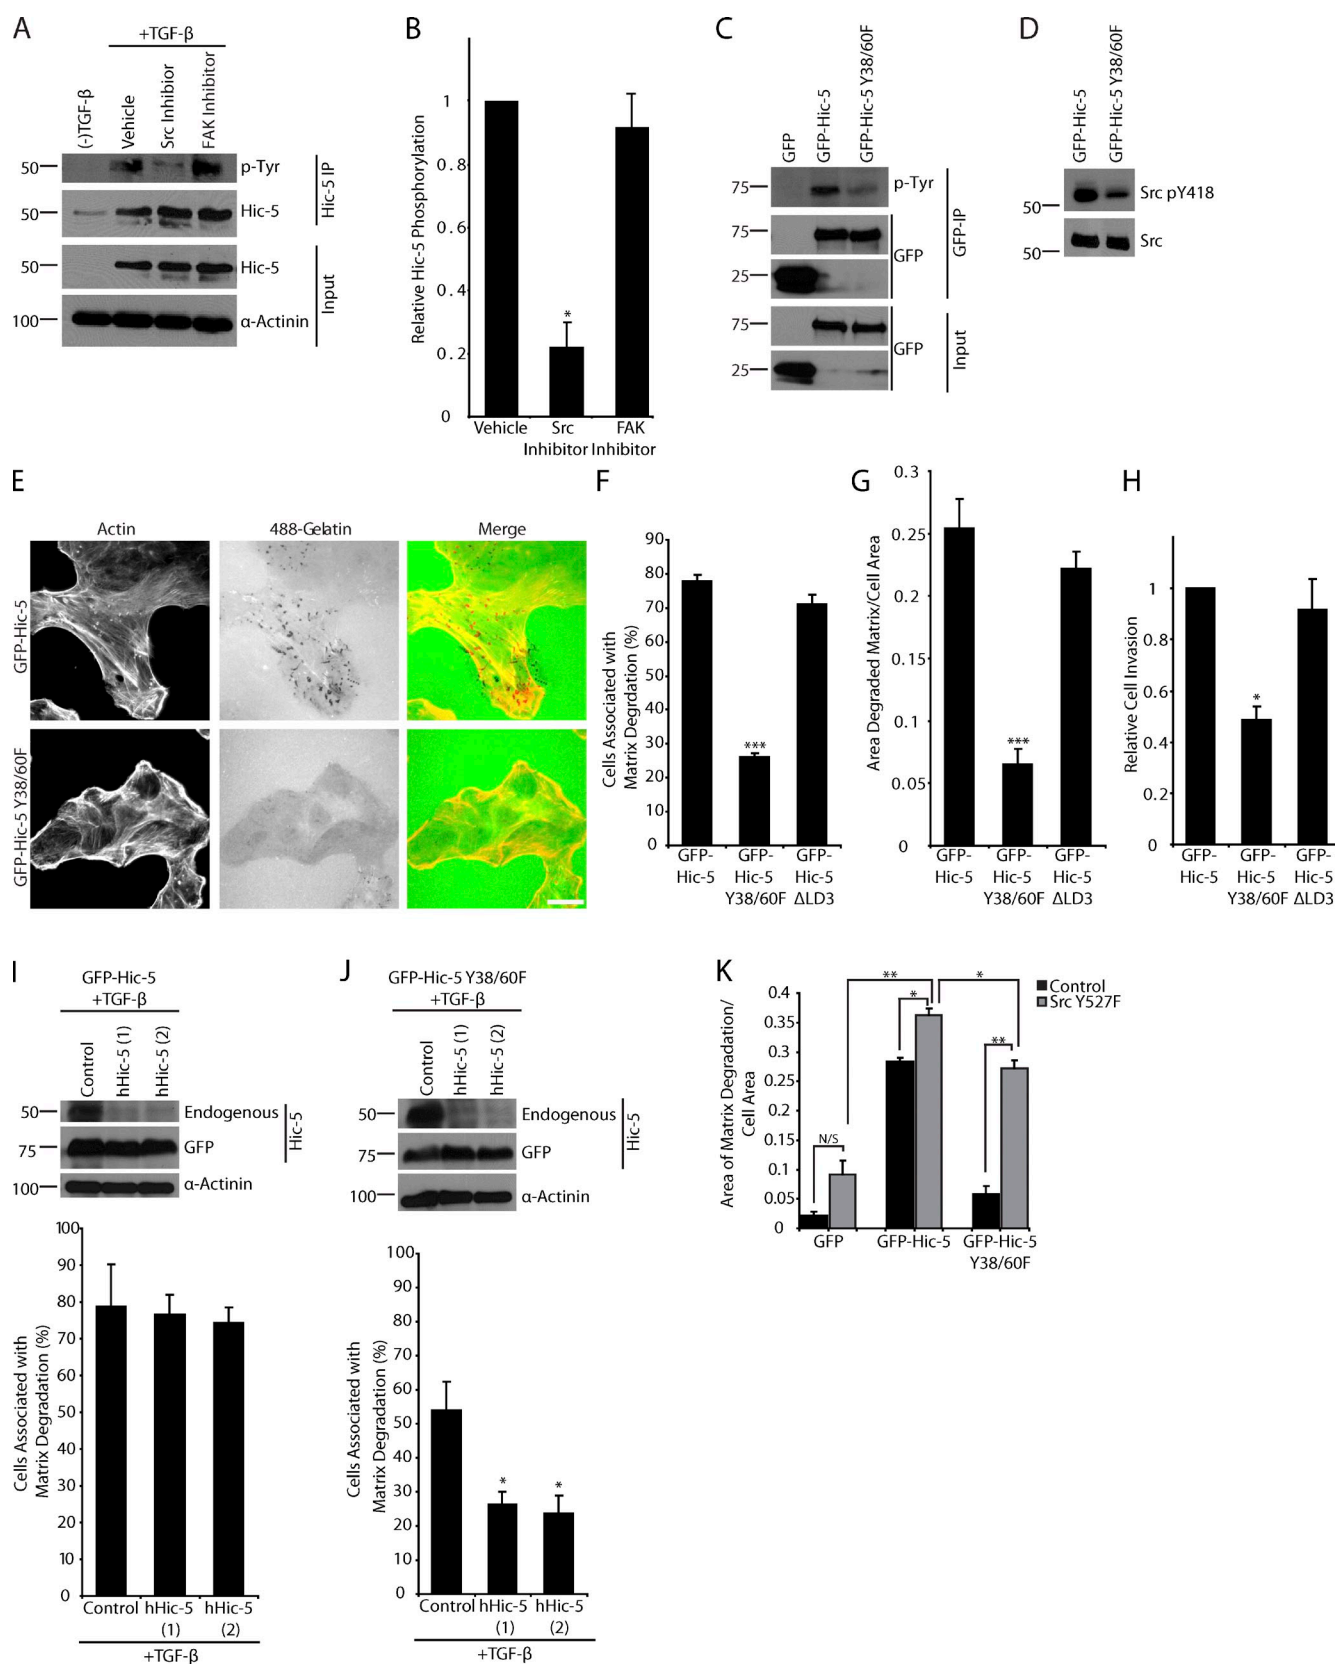 A
+TGF-β
(-)TGF-β
Vehicle
Src Inhibior
FAK Inhibitor
50
p-Tyr
50
Hic-5
Hic-5 IP
50
Hic-5
100
α-Actinin
Input
B
Relative Hic-5 Phosphorylation
1
0.8
0.6
0.4
0.2
0
*
Vehicle
Src
Inhibitor
FAK
Inhibitor
C
GFP
GFP-Hic-5
GFP-Hic-5 Y38/60F
75
p-Tyr
75
25
GFP
GFP-IP
75
25
GFP
Input
D
GFP-Hic-5
GFP-Hic-5 Y38/60F
50
Src pY418
50
Src
E
Actin
488-Gelatin
Merge
GFP-Hic-5
GFP-Hic-5 Y38/60F
F
Cells Associated with
Matrix Degrdation (%)
90
80
70
60
50
40
30
20
10
0
***
GFP-
Hic-5
GFP-
Hic-5
Y38/60F
GFP-
Hic-5
ΔLD3
G
Area Degraded Matrix/Cell Area
0.3
0.25
0.2
0.15
0.1
0.05
0
***
GFP-
Hic-5
GFP-
Hic-5
Y38/60F
GFP-
Hic-5
ΔLD3
H
Relative Cell Invasion
1
0.8
0.6
0.4
0.2
0
*
GFP-
Hic-5
GFP-
Hic-5
Y38/60F
GFP-
Hic-5
ΔLD3
I
GFP-Hic-5
+TGF-β
Control
hHic-5 (1)
hHic-5 (2)
50
Endogenous
75
GFP
Hic-5
100
α-Actinin
Cells Associated with
Matrix Degradation (%)
100
90
80
70
60
50
40
30
20
10
0
Control
hHic-5
(1)
hHic-5
(2)
+TGF-β
J
GFP-Hic-5 Y38/60F
+TGF-β
Control
hHic-5 (1)
hHic-5 (2)
50
Endogenous
75
GFP
Hic-5
100
α-Actinin
Cells Associated with
Matrix Degradation (%)
100
90
80
70
60
50
40
30
20
10
0
*
*
Control
hHic-5
(1)
hHic-5
(2)
+TGF-β
K
Control
Src Y527F
Area of Matrix Degradation/
Cell Area
0.4
0.35
0.3
0.25
0.2
0.15
0.1
0.05
0
N/S
**
*
*
**
GFP
GFP-Hic-5
GFP-Hic-5
Y38/60F